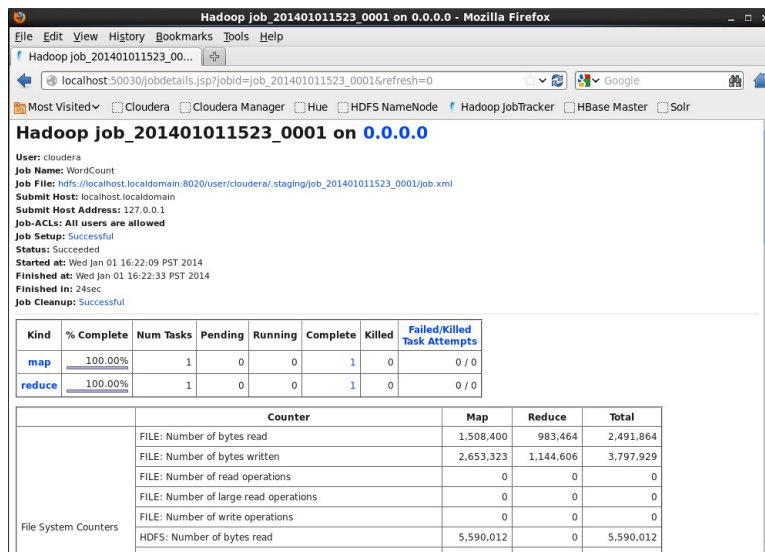 Hadoop job_201401011523_0001 on 0.0.0.0 - Mozilla Firefox
File Edit View History Bookmarks Tools Help
Hadoop job_201401011523_00...
localhost:50030/jobdetails.jsp?jobid=job_201401011523_0001&refresh=0 Google
Most Visited Cloudera Cloudera Manager Hue HDFS NameNode Hadoop JobTracker HBase Master Solr
Hadoop job_201401011523_0001 on 0.0.0.0
User: cloudera
Job Name: WordCount
Job File: hdfs://localhost.localdomain:8020/user/cloudera/.staging/job_201401011523_0001/job.xml
Submit Host: localhost.localdomain
Submit Host Address: 127.0.0.1
Job-ACLs: All users are allowed
Job Setup: Successful
Status: Succeeded
Started at: Wed Jan 01 16:22:09 PST 2014
Finished at: Wed Jan 01 16:22:33 PST 2014
Finished in: 24sec
Job Cleanup: Successful
Kind % Complete Num Tasks Pending Running Complete Killed Failed/Killed Task Attempts
map 100.00% 1 0 0 1 0 0 / 0
reduce 100.00% 1 0 0 1 0 0 / 0
Counter Map Reduce Total
File System Counters
FILE: Number of bytes read 1,508,400 983,464 2,491,864
FILE: Number of bytes written 2,653,323 1,144,606 3,797,929
FILE: Number of read operations 0 0 0
FILE: Number of large read operations 0 0 0
FILE: Number of write operations 0 0 0
HDFS: Number of bytes read 5,590,012 0 5,590,012